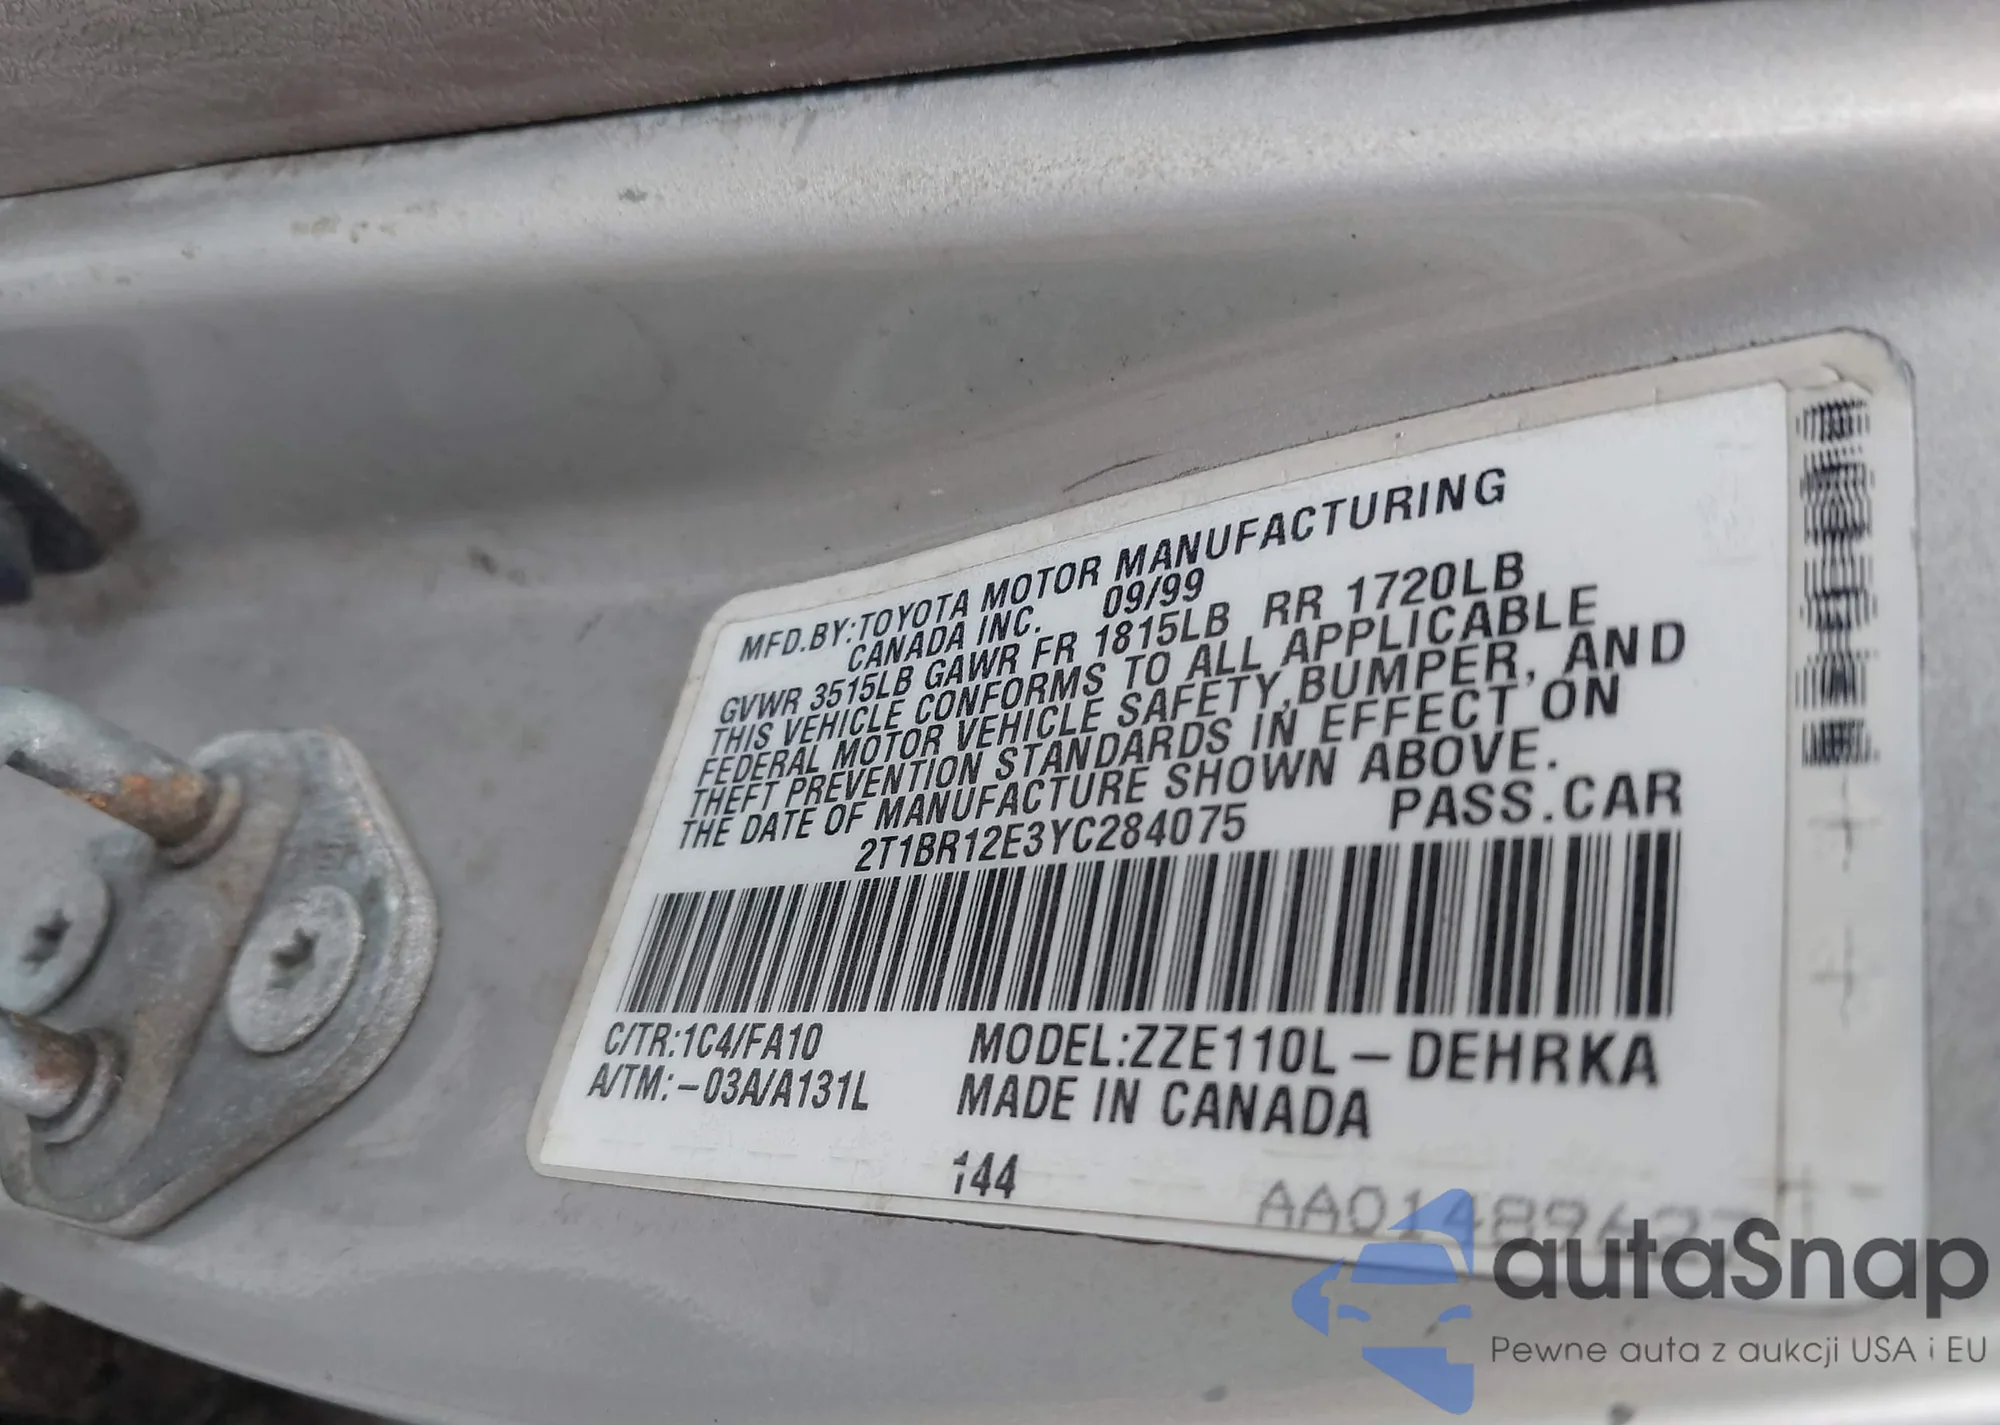 MFD.BY:TOYOTA MOTOR MANUFACTURING
CANADA INC. 09/99
GVWR 3515LB GAWR FR 1815LB RR 1720LB
THIS VEHICLE CONFORMS TO ALL APPLICABLE
FEDERAL MOTOR VEHICLE SAFETY,BUMPER, AND
THEFT PREVENTION STANDARDS IN EFFECT ON
THE DATE OF MANUFACTURE SHOWN ABOVE.
2T1BR12E3YC284075 PASS.CAR
C/TR:1C4/FA10 MODEL:ZZE110L-DEHRKA
A/TM:-03A/A131L MADE IN CANADA
144
autaSnap
Pewne auta z aukcji USA i EU